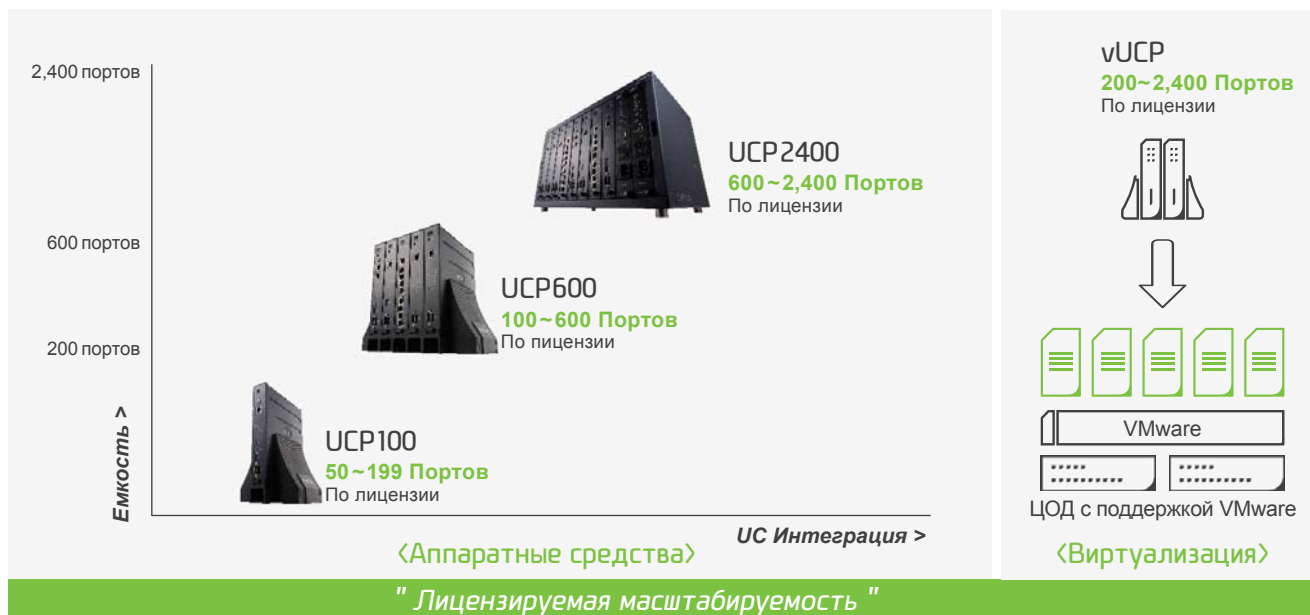 2,400 портов
600 портов
200 портов
Емкость >
UCP2400
600~2,400 Портов
По лицензии
UCP600
100~600 Портов
По лицензии
UCP100
50~199 Портов
По лицензии
UC Интеграция >
<Аппаратные средства>
vUCP
200~2,400 Портов
По лицензии
VMware
ЦОД с поддержкой VMware
<Виртуализация>
" Лицензируемая масштабируемость "